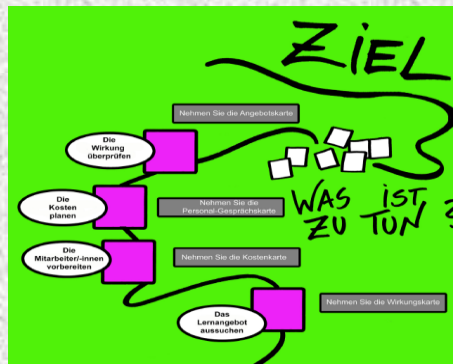 ZiEL
Nehmen Sie die Angebotskarte
Die
Wirkung
überprüfen
Die
Kosten
planen
Nehmen Sie die
Personal-Gesprächskarte
WAS iST
ZU TUN
Die
Mitarbeiter/-innen
vorbereiten
Nehmen Sie die Kostenkarte
Nehmen Sie die Wirkungskarte
Das
Lernangebot
aussuchen